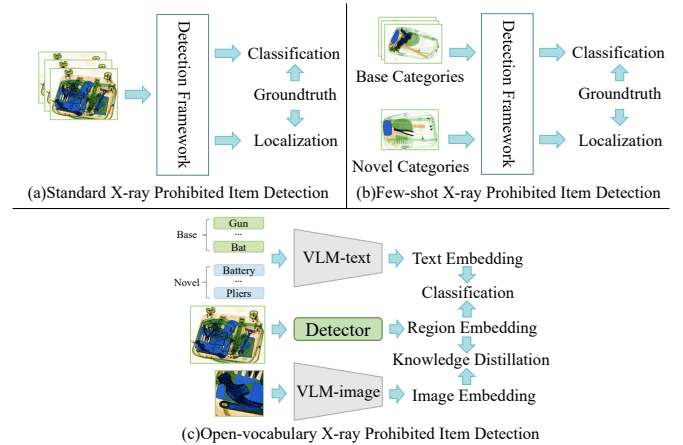 Detection Framework
Classification
Groundtruth
Localization
(a)Standard X-ray Prohibited Item Detection
Base Categories
Novel Categories
Detection Framework
Classification
Groundtruth
Localization
(b)Few-shot X-ray Prohibited Item Detection
Base
Gun
...
Bat
Novel
Battery
...
Pliers
VLM-text
Text Embedding
Classification
Detector
Region Embedding
Knowledge Distillation
VLM-image
Image Embedding
(c)Open-vocabulary X-ray Prohibited Item Detection